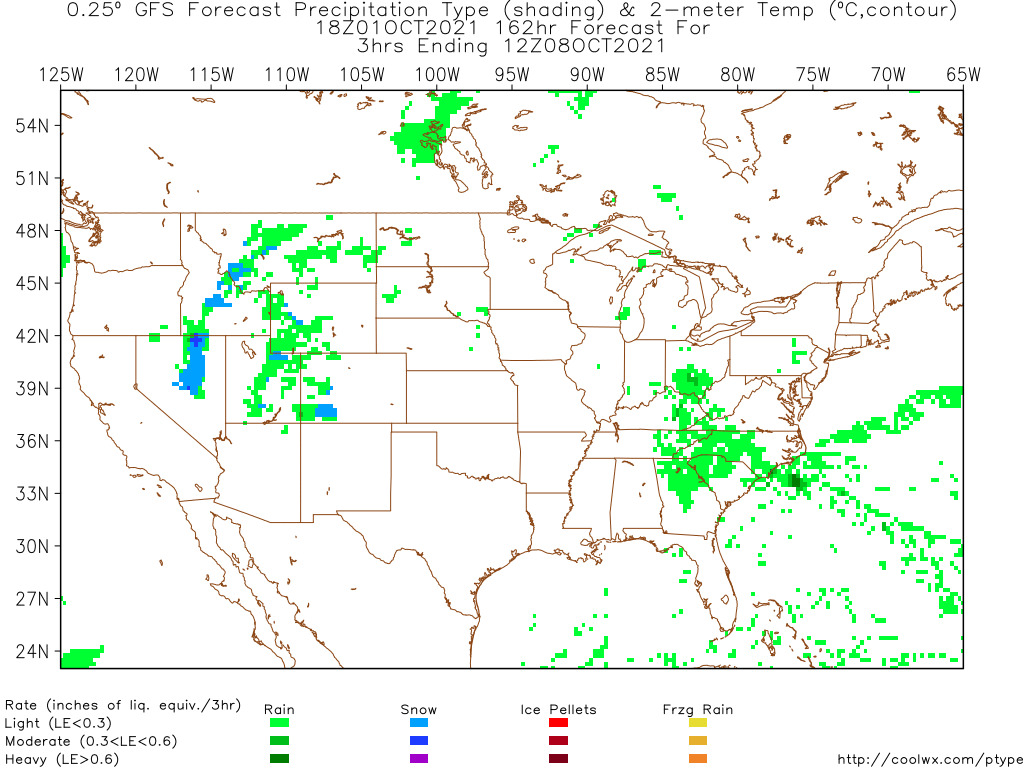 0.25° GFS Forecast Precipitation Type (shading) & 2-meter Temp (°C,contour)
18Z01OCT2021 162hr Forecast For
3hrs Ending 12Z08OCT2021
125W 120W 115W 110W 105W 100W 95W 90W 85W 80W 75W 70W 65W
54N
51N
48N
45N
42N
39N
36N
33N
30N
27N
24N
Rate (inches of liq. equiv./3hr) Rain Snow Ice Pellets Frzg Rain
Light (LE<0.3)
Moderate (0.3<LE<0.6)
Heavy (LE>0.6) http://coolwx.com/ptype